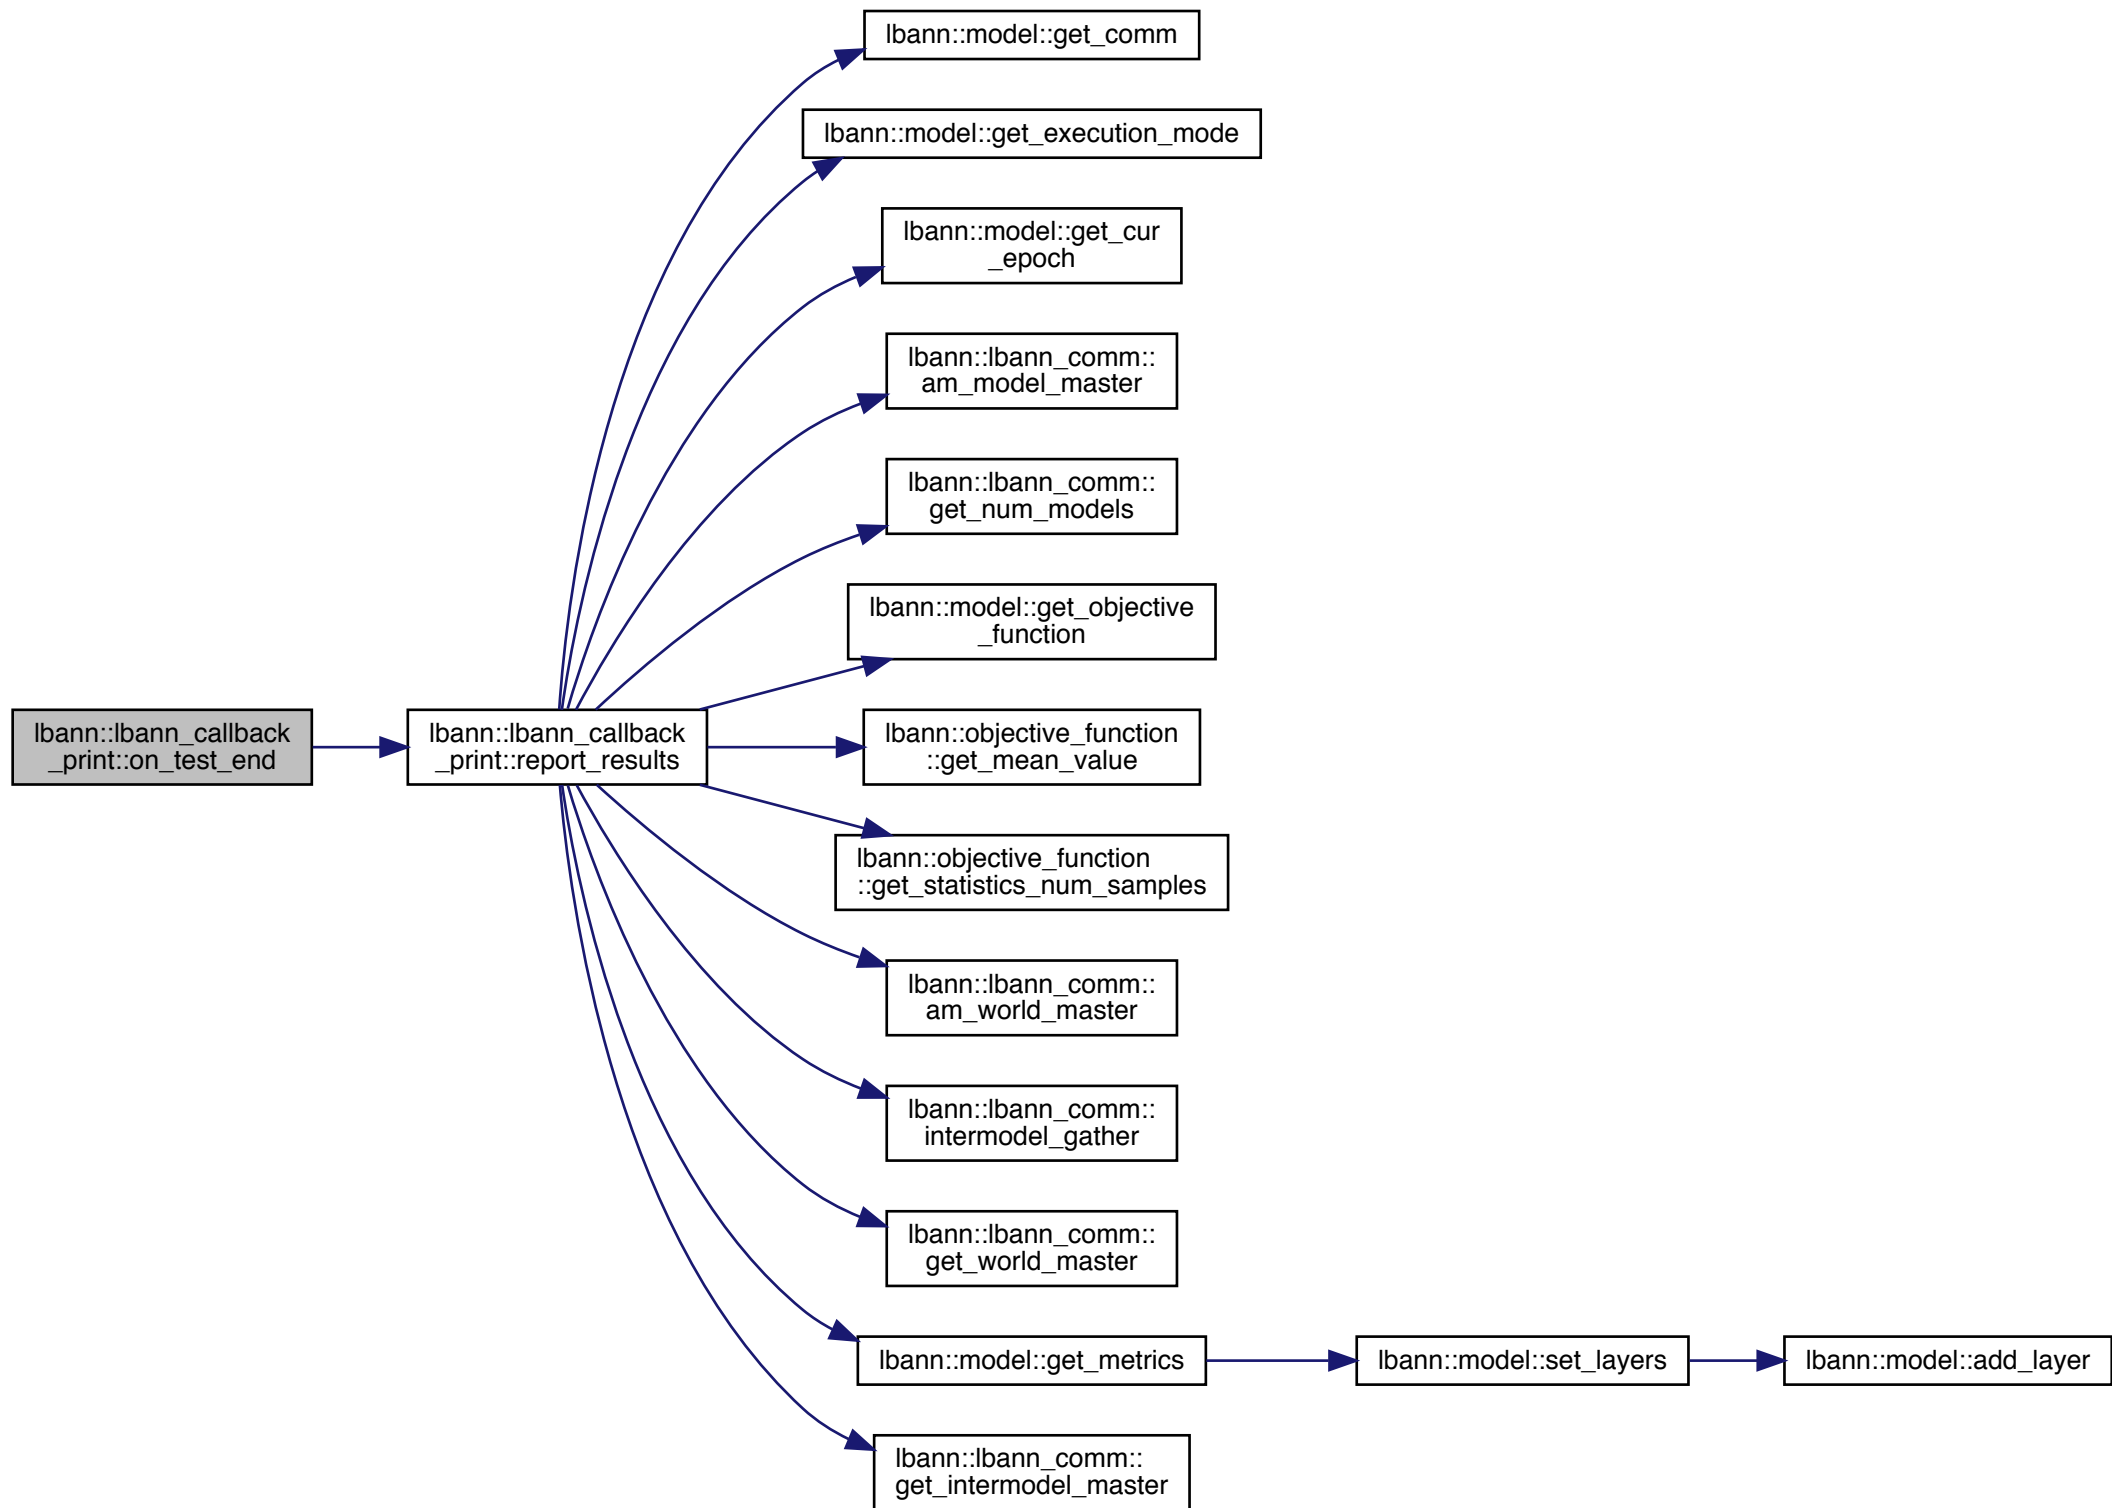 lbann::model::get_comm
lbann::model::get_execution_mode
lbann::model::get_cur
_epoch
lbann::lbann_comm::
am_model_master
lbann::lbann_comm::
get_num_models
lbann::model::get_objective
_function
lbann::lbann_callback
_print::on_test_end
lbann::lbann_callback
_print::report_results
lbann::objective_function
::get_mean_value
lbann::objective_function
::get_statistics_num_samples
lbann::lbann_comm::
am_world_master
lbann::lbann_comm::
intermodel_gather
lbann::lbann_comm::
get_world_master
lbann::model::get_metrics
lbann::model::set_layers
lbann::model::add_layer
lbann::lbann_comm::
get_intermodel_master